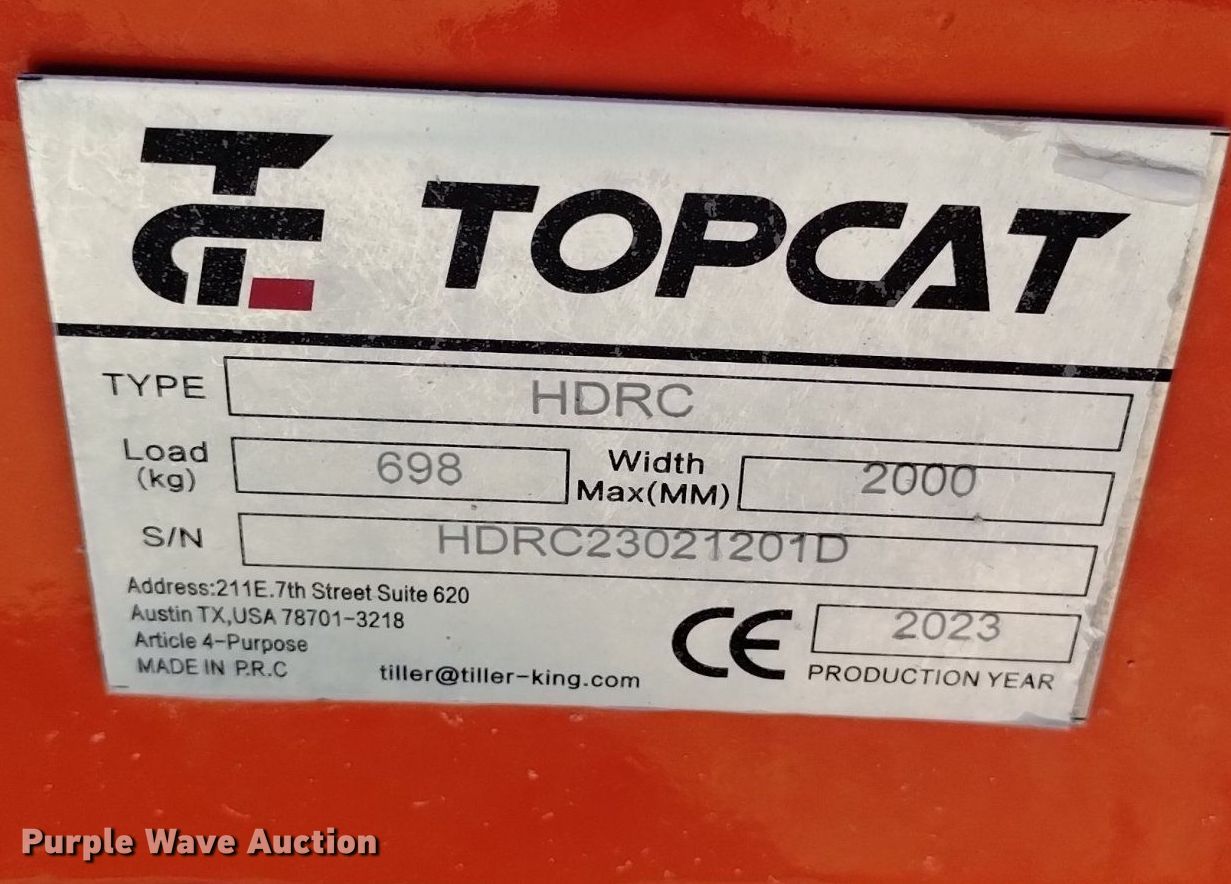 TOPCAT
TYPE HDRC
Load (kg) 698 Width Max(MM) 2000
S/N HDRC23021201D
Address:211E.7th Street Suite 620
Austin TX,USA 78701-3218
Article 4-Purpose
MADE IN P.R.C
tiller@tiller-king.com
CE 2023
PRODUCTION YEAR
Purple Wave Auction